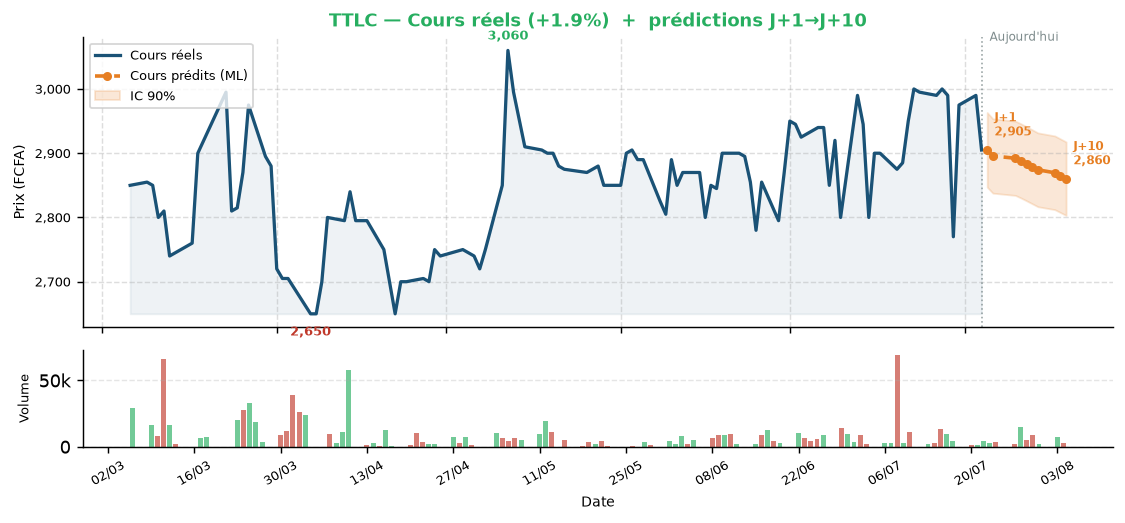 TTLC — Cours réels (+1.9%)  +  prédictions J+1→J+10
3,060
Aujourd'hui
Cours réels
Cours prédits (ML)
IC 90%
3,000
2,900
2,800
2,700
Prix (FCFA)
J+1
2,905
J+10
2,860
2,650
50k
0
Volume
02/03
16/03
30/03
13/04
27/04
11/05
25/05
08/06
22/06
06/07
20/07
03/08
Date